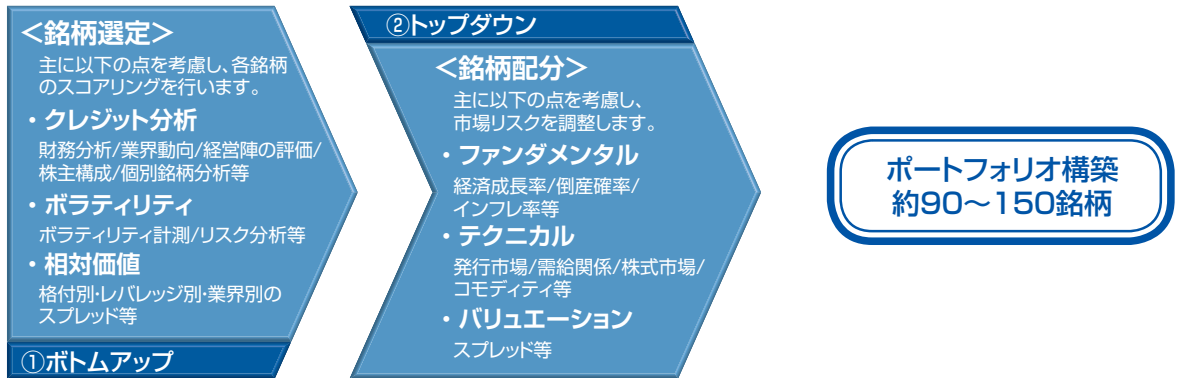 <銘柄選定>
主に以下の点を考慮し、各銘柄
のスコアリングを行います。
・クレジット分析
財務分析/業界動向/経営陣の評価/
株主構成/個別銘柄分析等
・ボラティリティ
ボラティリティ計測/リスク分析等
・相対価値
格付別・レバレッジ別・業界別の
スプレッド等
①ボトムアップ
②トップダウン
<銘柄配分>
主に以下の点を考慮し、
市場リスクを調整します。
・ファンダメンタル
経済成長率/倒産確率/
インフレ率等
・テクニカル
発行市場/需給関係/株式市場/
コモディティ等
・バリュエーション
スプレッド等
ポートフォリオ構築
約90~150銘柄